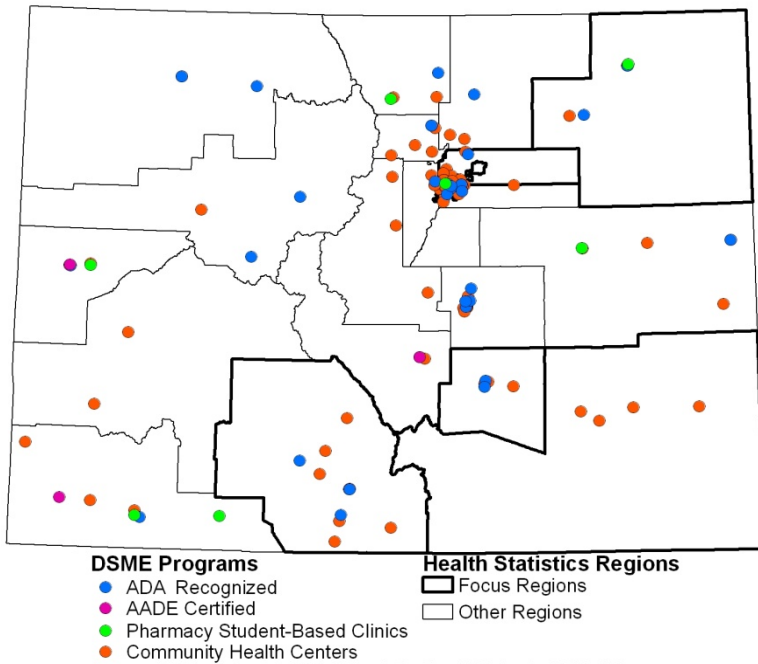 DSME Programs
ADA Recognized
AADE Certified
Pharmacy Student-Based Clinics
Community Health Centers
Health Statistics Regions
Focus Regions
Other Regions